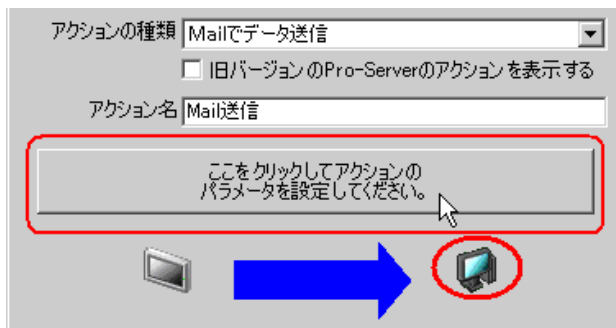 アクションの種類 Mailでデータ送信
旧バージョンのPro-Serverのアクションを表示する
アクション名 Mail送信
ここをクリックしてアクションの
パラメータを設定してください。